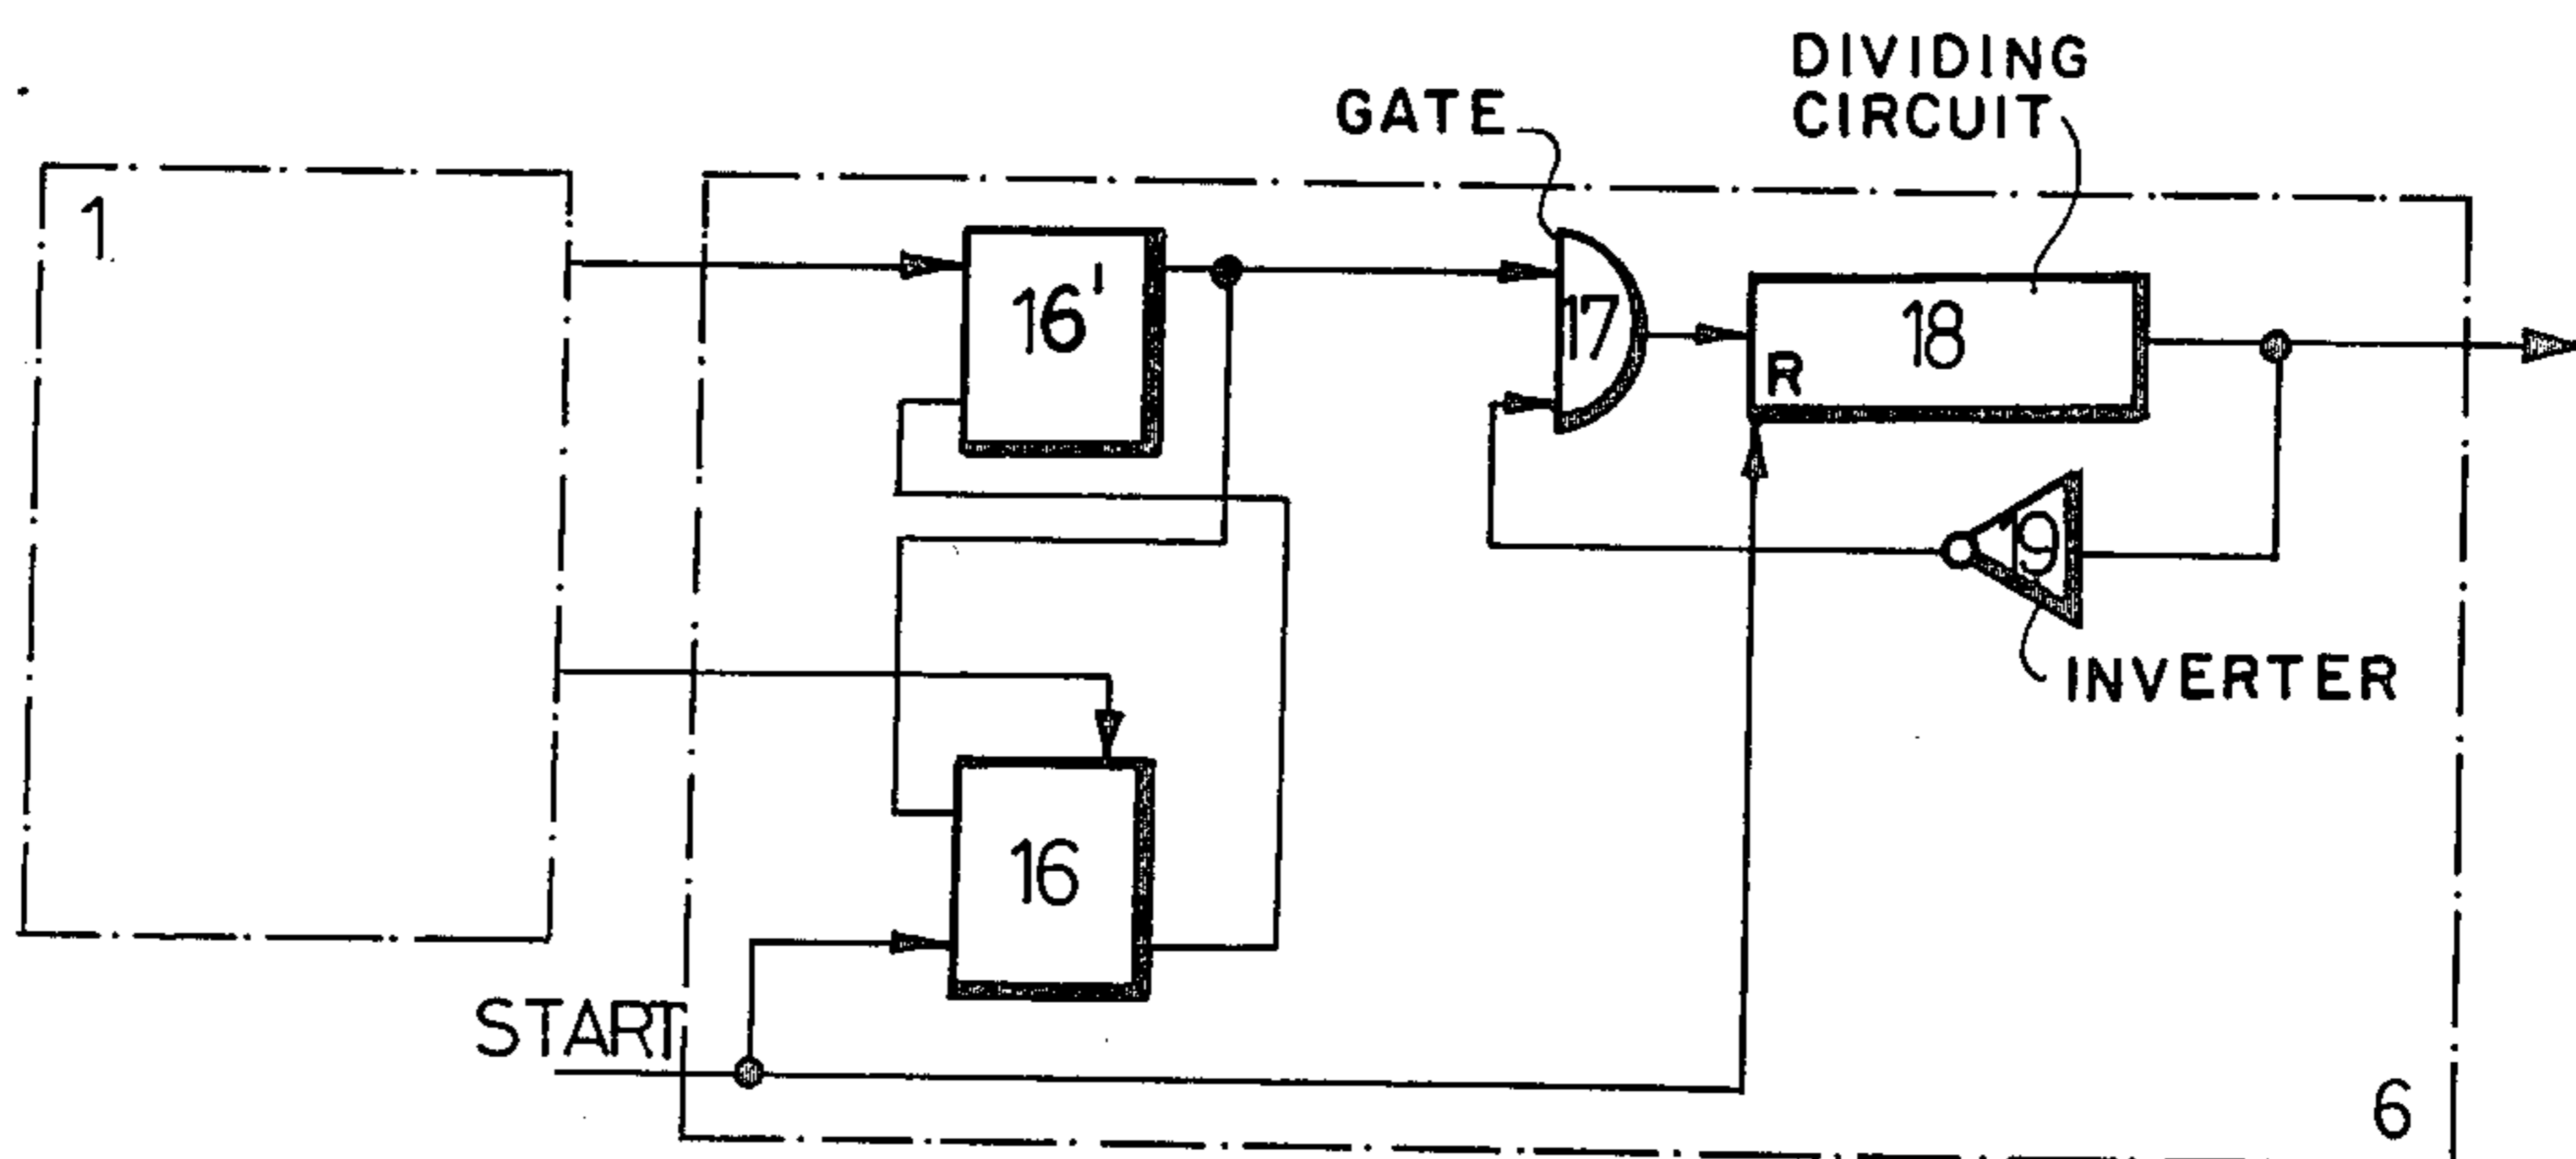 DIVIDING
CIRCUIT
GATE
1
16'
17
18
R
19
INVERTER
16
START
6